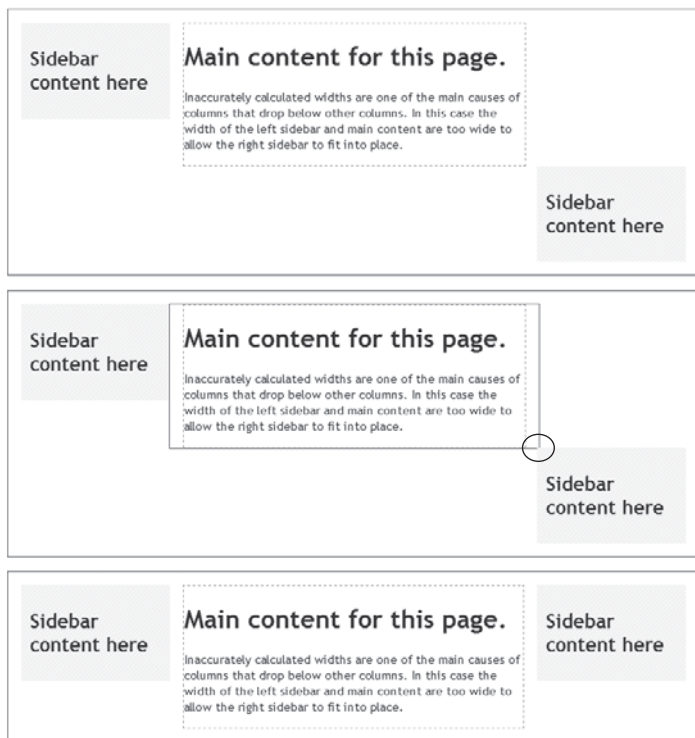 Sidebar
content here
Main content for this page.
Inaccurately calculated widths are one of the main causes of
columns that drop below other columns. In this case the
width of the left sidebar and main content are too wide to
allow the right sidebar to fit into place.
Sidebar
content here
Sidebar
content here
Main content for this page.
Inaccurately calculated widths are one of the main causes of
columns that drop below other columns. In this case the
width of the left sidebar and main content are too wide to
allow the right sidebar to fit into place.
Sidebar
content here
Sidebar
content here
Main content for this page.
Inaccurately calculated widths are one of the main causes of
columns that drop below other columns. In this case the
width of the left sidebar and main content are too wide to
allow the right sidebar to fit into place.
Sidebar
content here